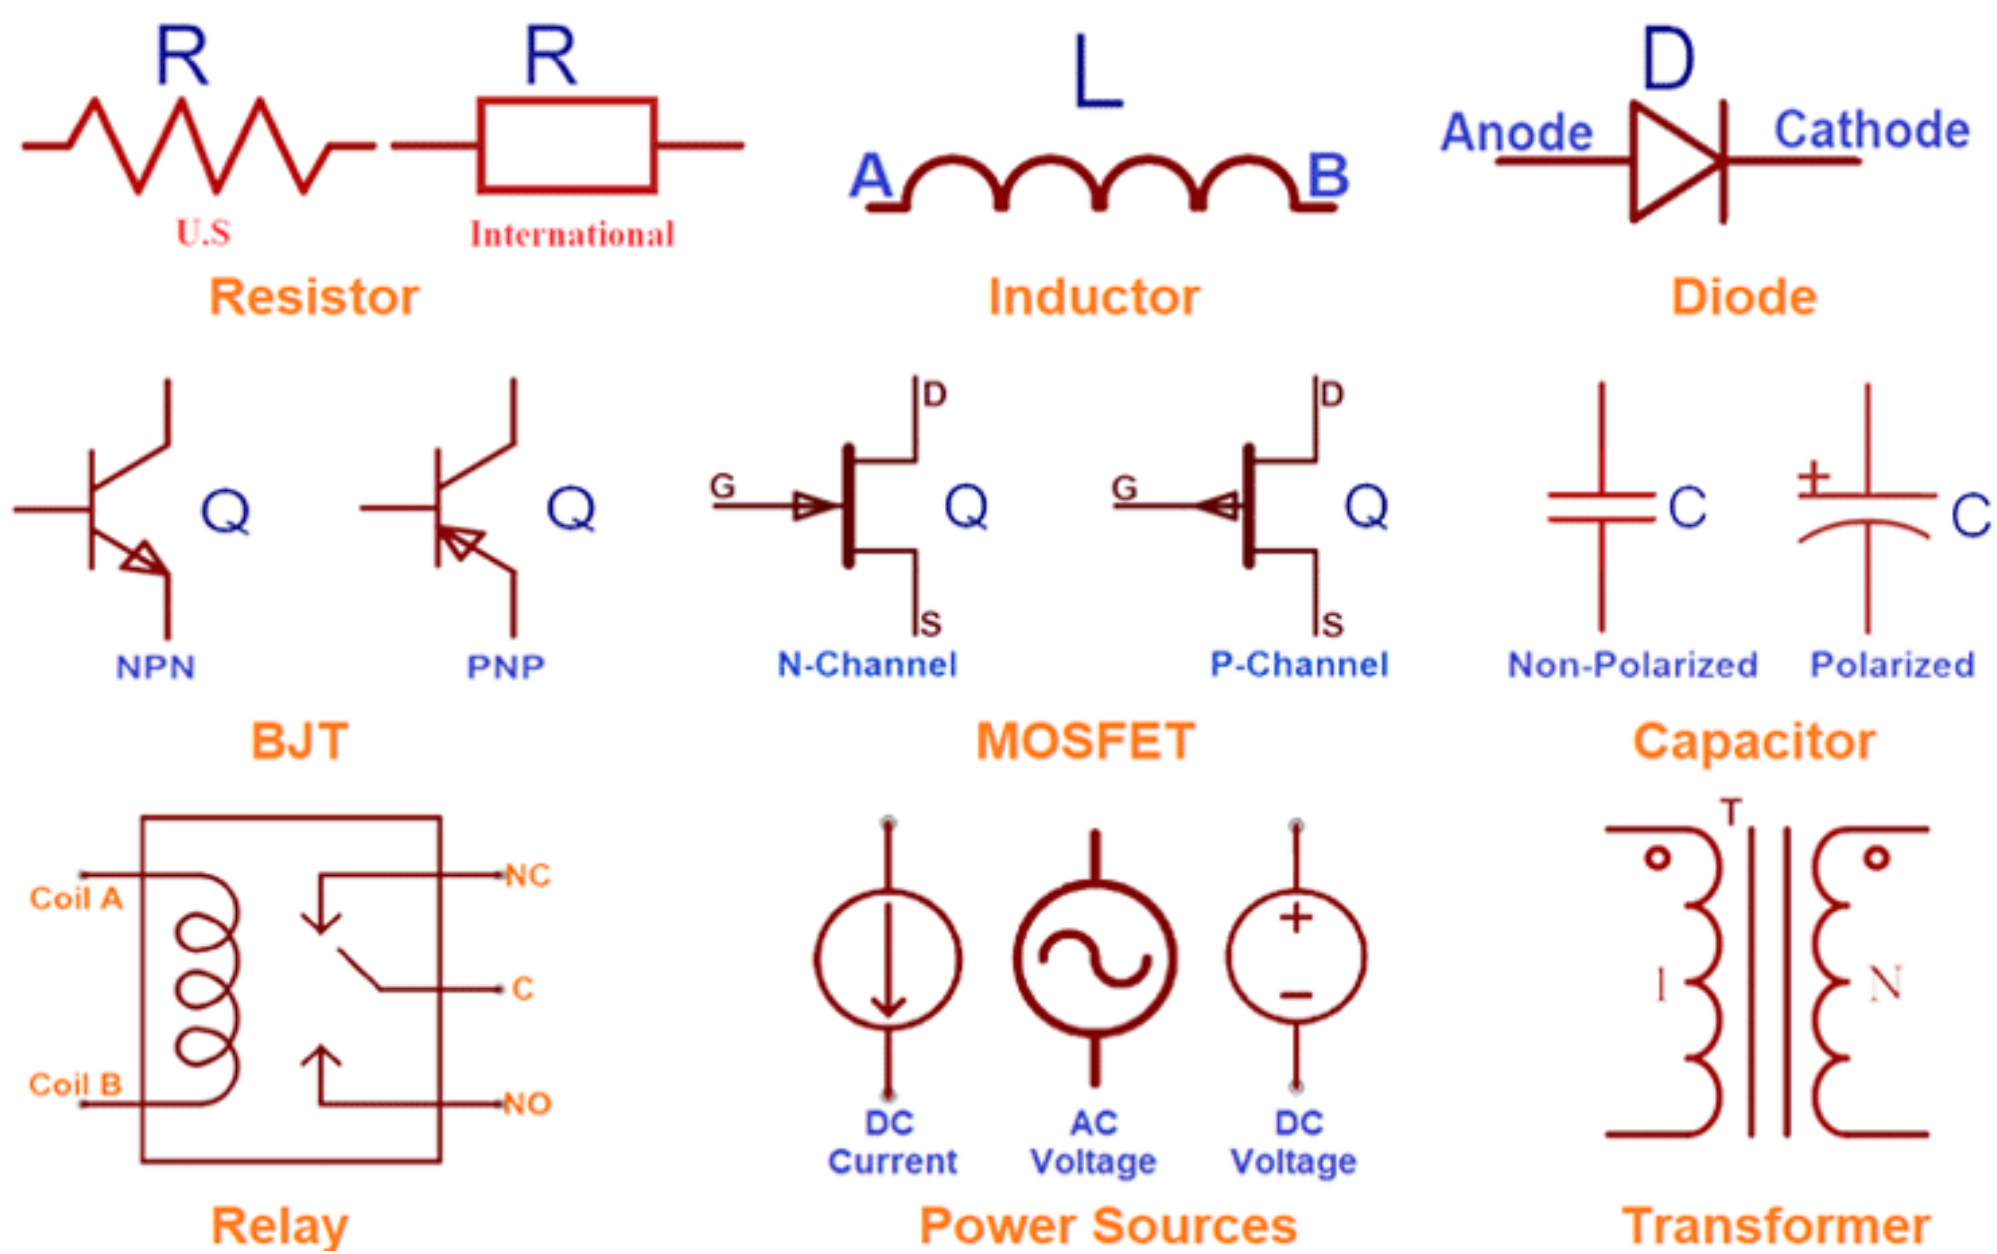 R
R
L
D
Anode
Cathode
A
B
U.S
International
Resistor
Inductor
Diode
D
D
G
Q
Q
Q
G
Q
+
C
C
S
S
NPN
PNP
N-Channel
P-Channel
Non-Polarized
Polarized
BJT
MOSFET
Capacitor
T
Coil A
NC
C
+
−
1
N
Coil B
NO
DC
Current
AC
Voltage
DC
Voltage
Relay
Power Sources
Transformer